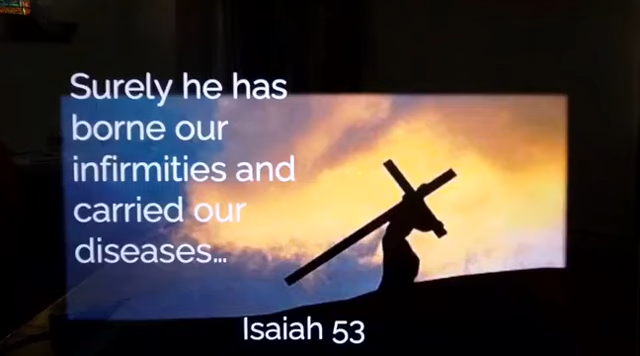 Surely he has
borne our
infirmities and
carried our
diseases...
Isaiah 53